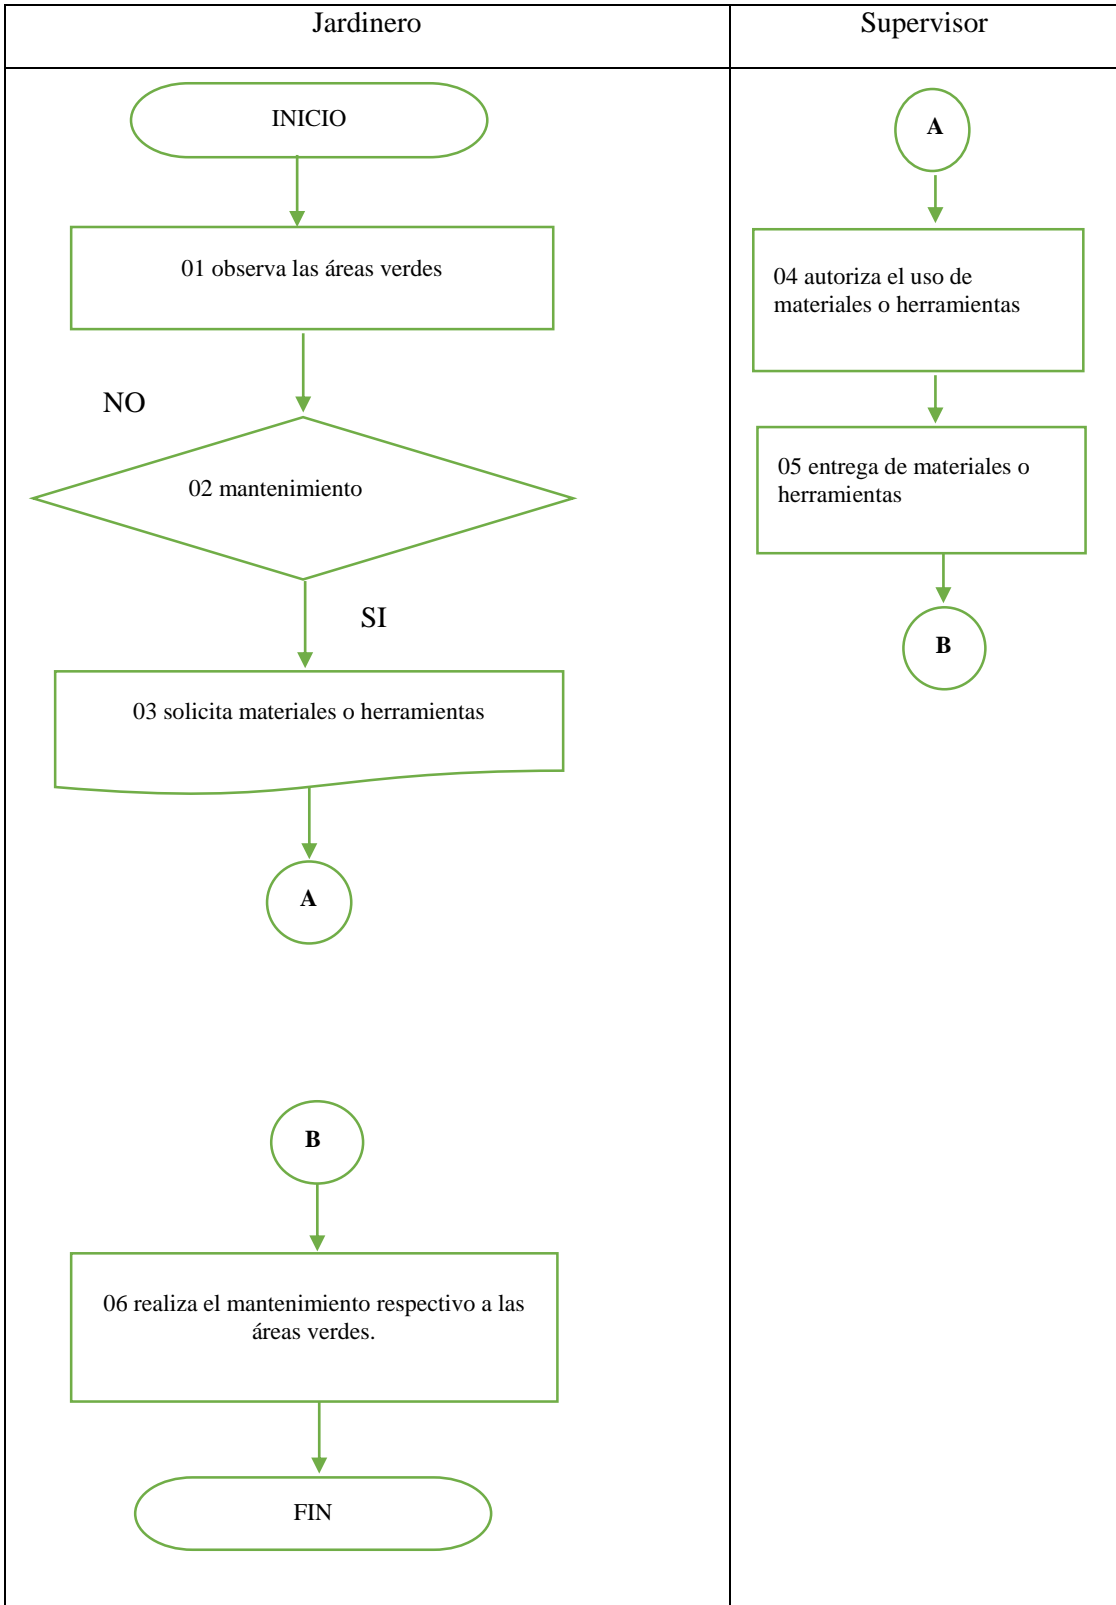 Jardinero
Supervisor
INICIO
01 observa las áreas verdes
NO
02 mantenimiento
SI
03 solicita materiales o herramientas
A
B
06 realiza el mantenimiento respectivo a las
áreas verdes.
FIN
A
04 autoriza el uso de
materiales o herramientas
05 entrega de materiales o
herramientas
B